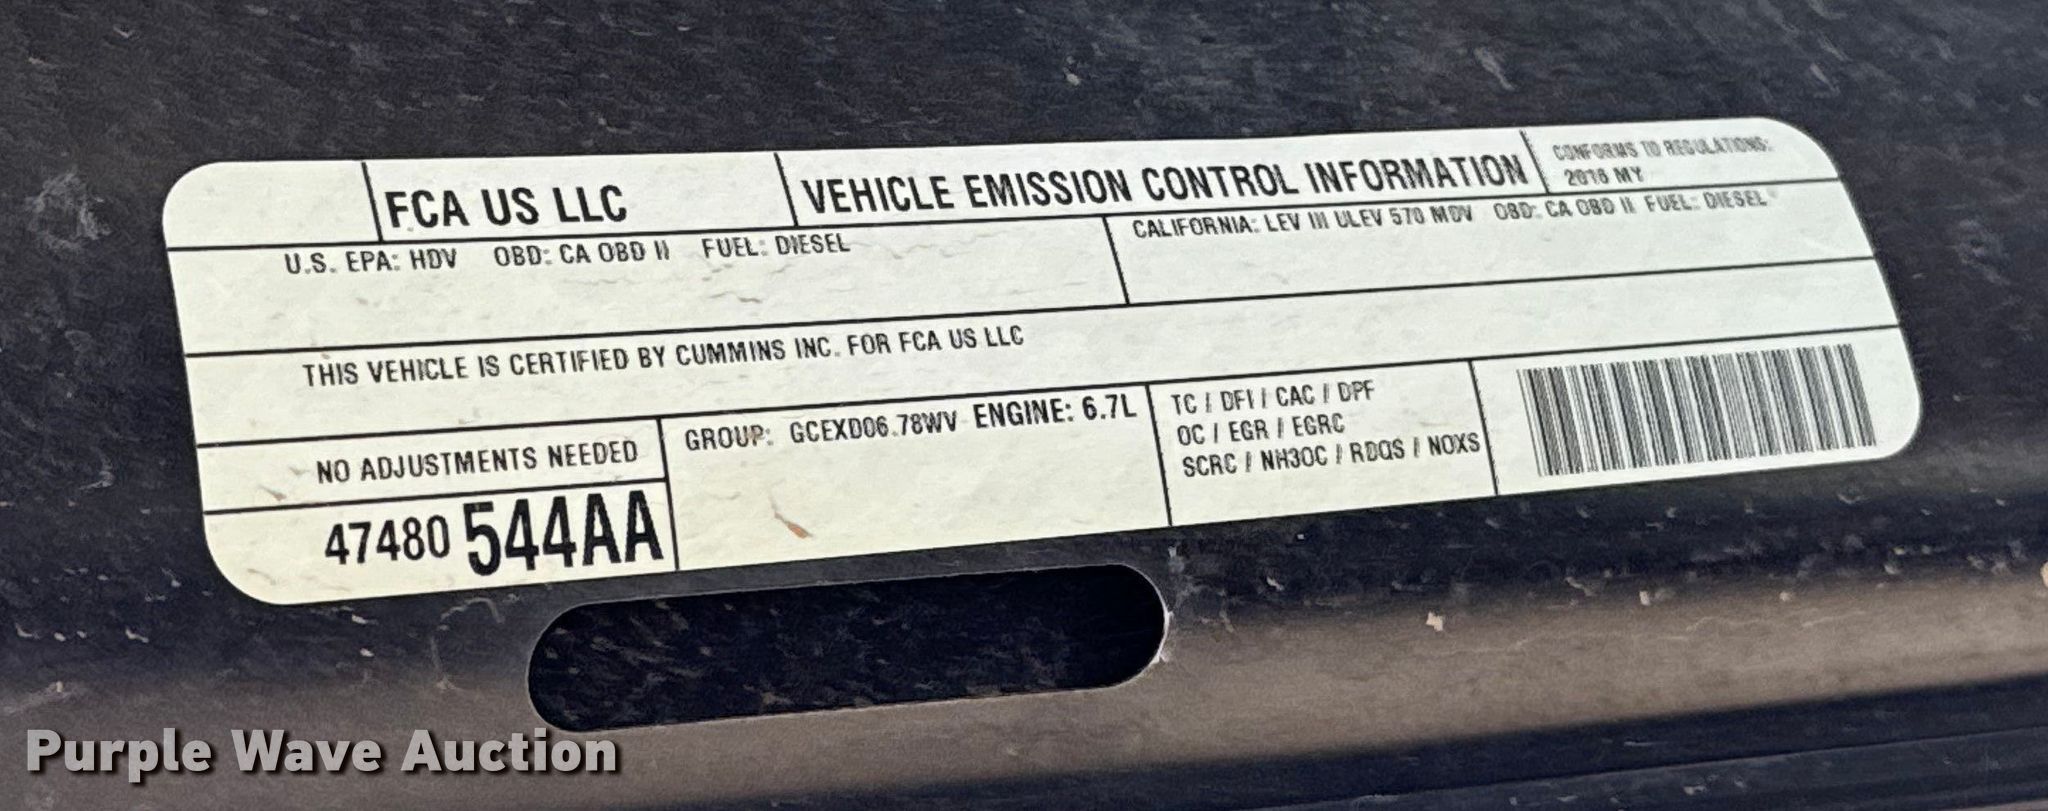 FCA US LLC
VEHICLE EMISSION CONTROL INFORMATION
CONFORMS TO REGULATIONS:
2016 MY
U.S. EPA: HDV OBD: CA OBD II FUEL: DIESEL
CALIFORNIA: LEV III ULEV 570 MDV OBD: CA OBD II FUEL: DIESEL
THIS VEHICLE IS CERTIFIED BY CUMMINS INC. FOR FCA US LLC
NO ADJUSTMENTS NEEDED
47480 544AA
GROUP: GCEXD06.78WV ENGINE: 6.7L
TC / DFI / CAC / DPF
OC / EGR / EGRC
SCRC / NH3OC / RDQS / NOXS
Purple Wave Auction